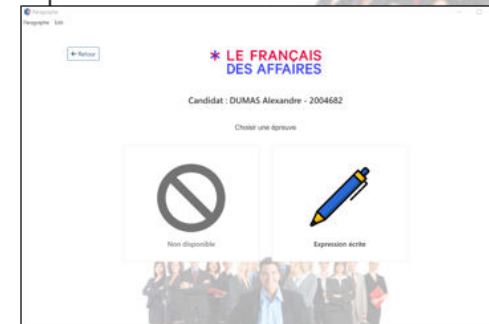 Paragraphe
Paragraphe Edit
← Retour
* LE FRANÇAIS
DES AFFAIRES
Candidat : DUMAS Alexandre - 2004682
Choisir une épreuve
Non disponible
Expression écrite